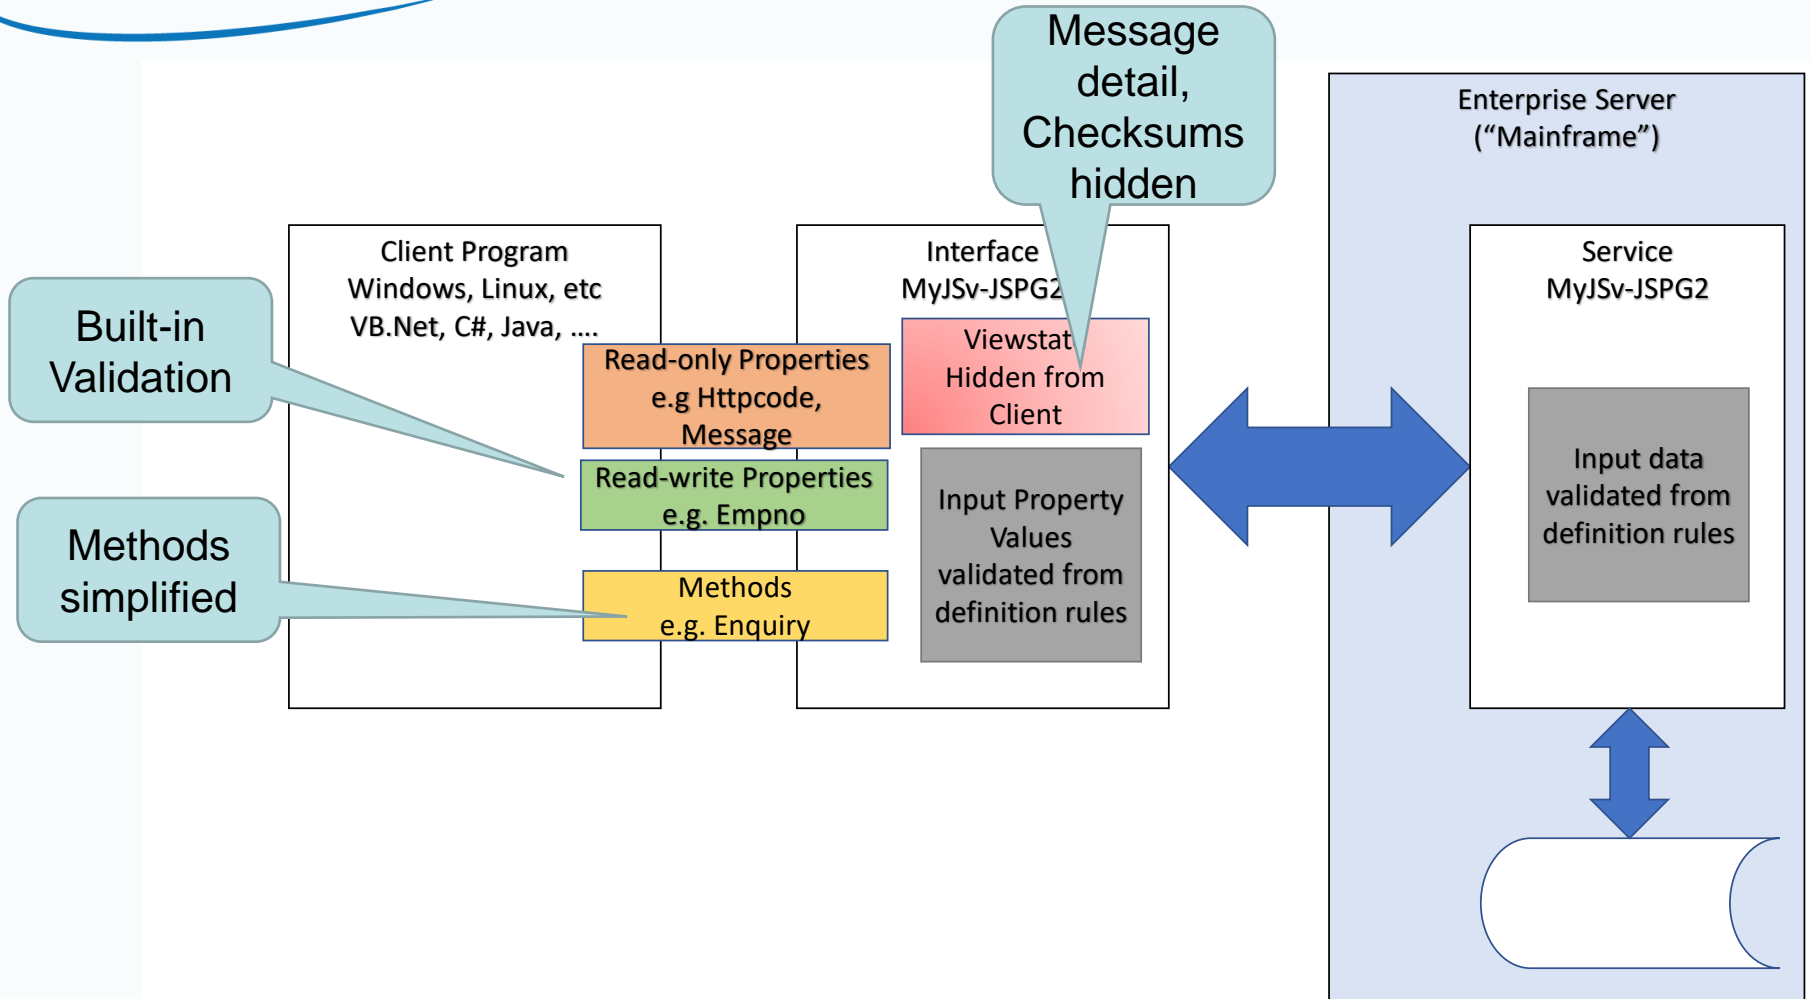 Message
detail,
Checksums
hidden
Enterprise Server
(“Mainframe”)
Client Program
Windows, Linux, etc
VB.Net, C#, Java, ....
Interface
MyJSv-JSPG2
Service
MyJSv-JSPG2
Built-in
Validation
Read-only Properties
e.g Httpcode,
Message
Viewstat
Hidden from
Client
Read-write Properties
e.g. Empno
Input Property
Values
validated from
definition rules
Input data
validated from
definition rules
Methods
simplified
Methods
e.g. Enquiry